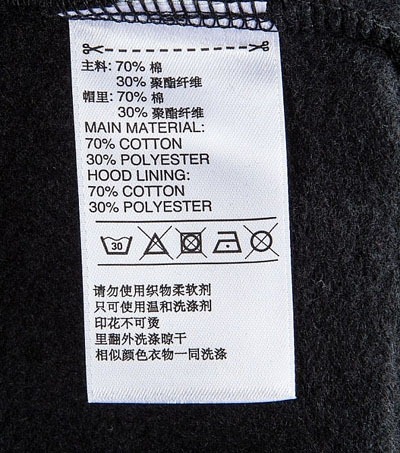 主料: 70% 棉
30% 聚酯纤维
帽里: 70% 棉
30% 聚酯纤维
MAIN MATERIAL:
70% COTTON
30% POLYESTER
HOOD LINING:
70% COTTON
30% POLYESTER
30
请勿使用织物柔软剂
只可使用温和洗涤剂
印花不可烫
里翻外洗涤晾干
相似颜色衣物一同洗涤